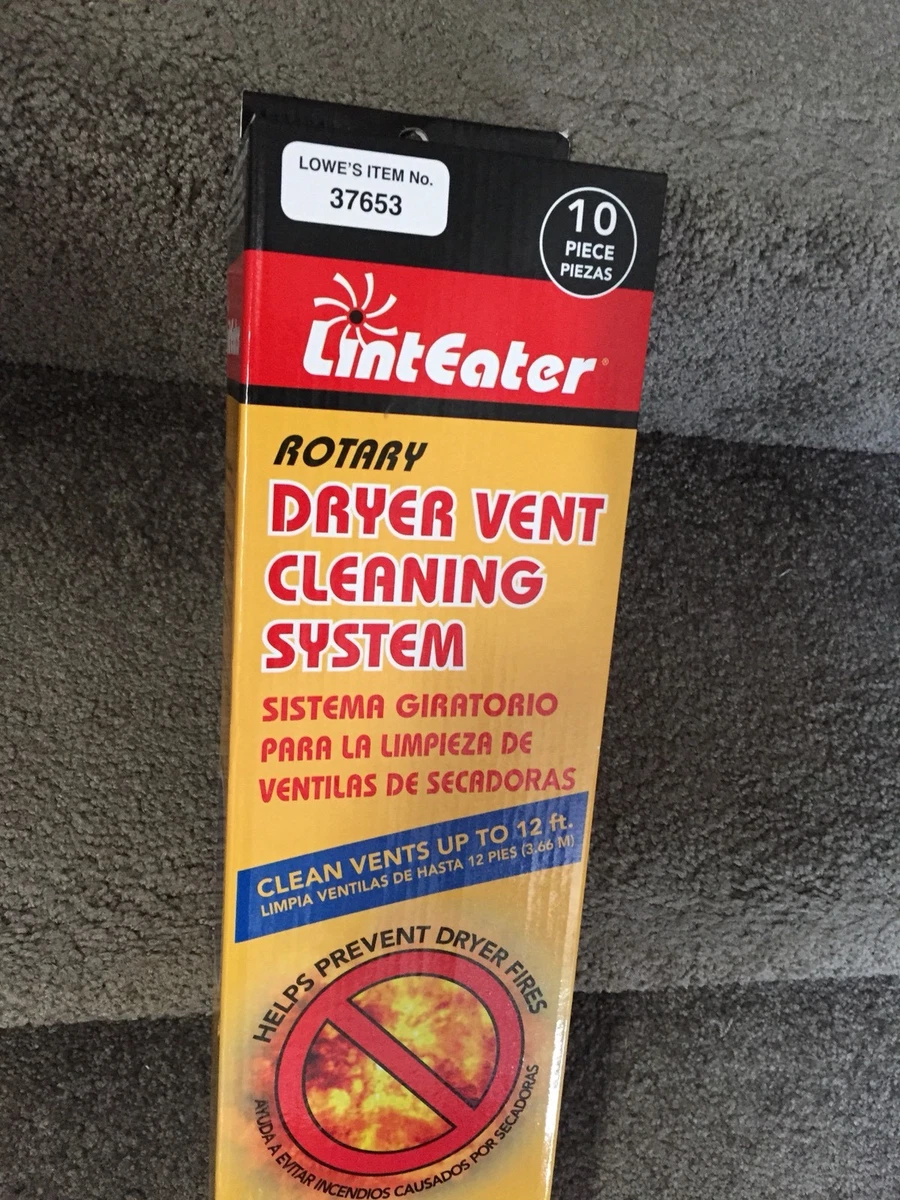 LOWE'S ITEM No.
37653
10
PIECE
PIEZAS
LintEater®
ROTARY
DRYER VENT
CLEANING
SYSTEM
SISTEMA GIRATORIO
PARA LA LIMPIEZA DE
VENTILAS DE SECADORAS
CLEAN VENTS UP TO 12 ft.
LIMPIA VENTILAS DE HASTA 12 PIES (3.66 M)
HELPS PREVENT DRYER FIRES
AYUDA A EVITAR INCENDIOS CAUSADOS POR SECADORAS